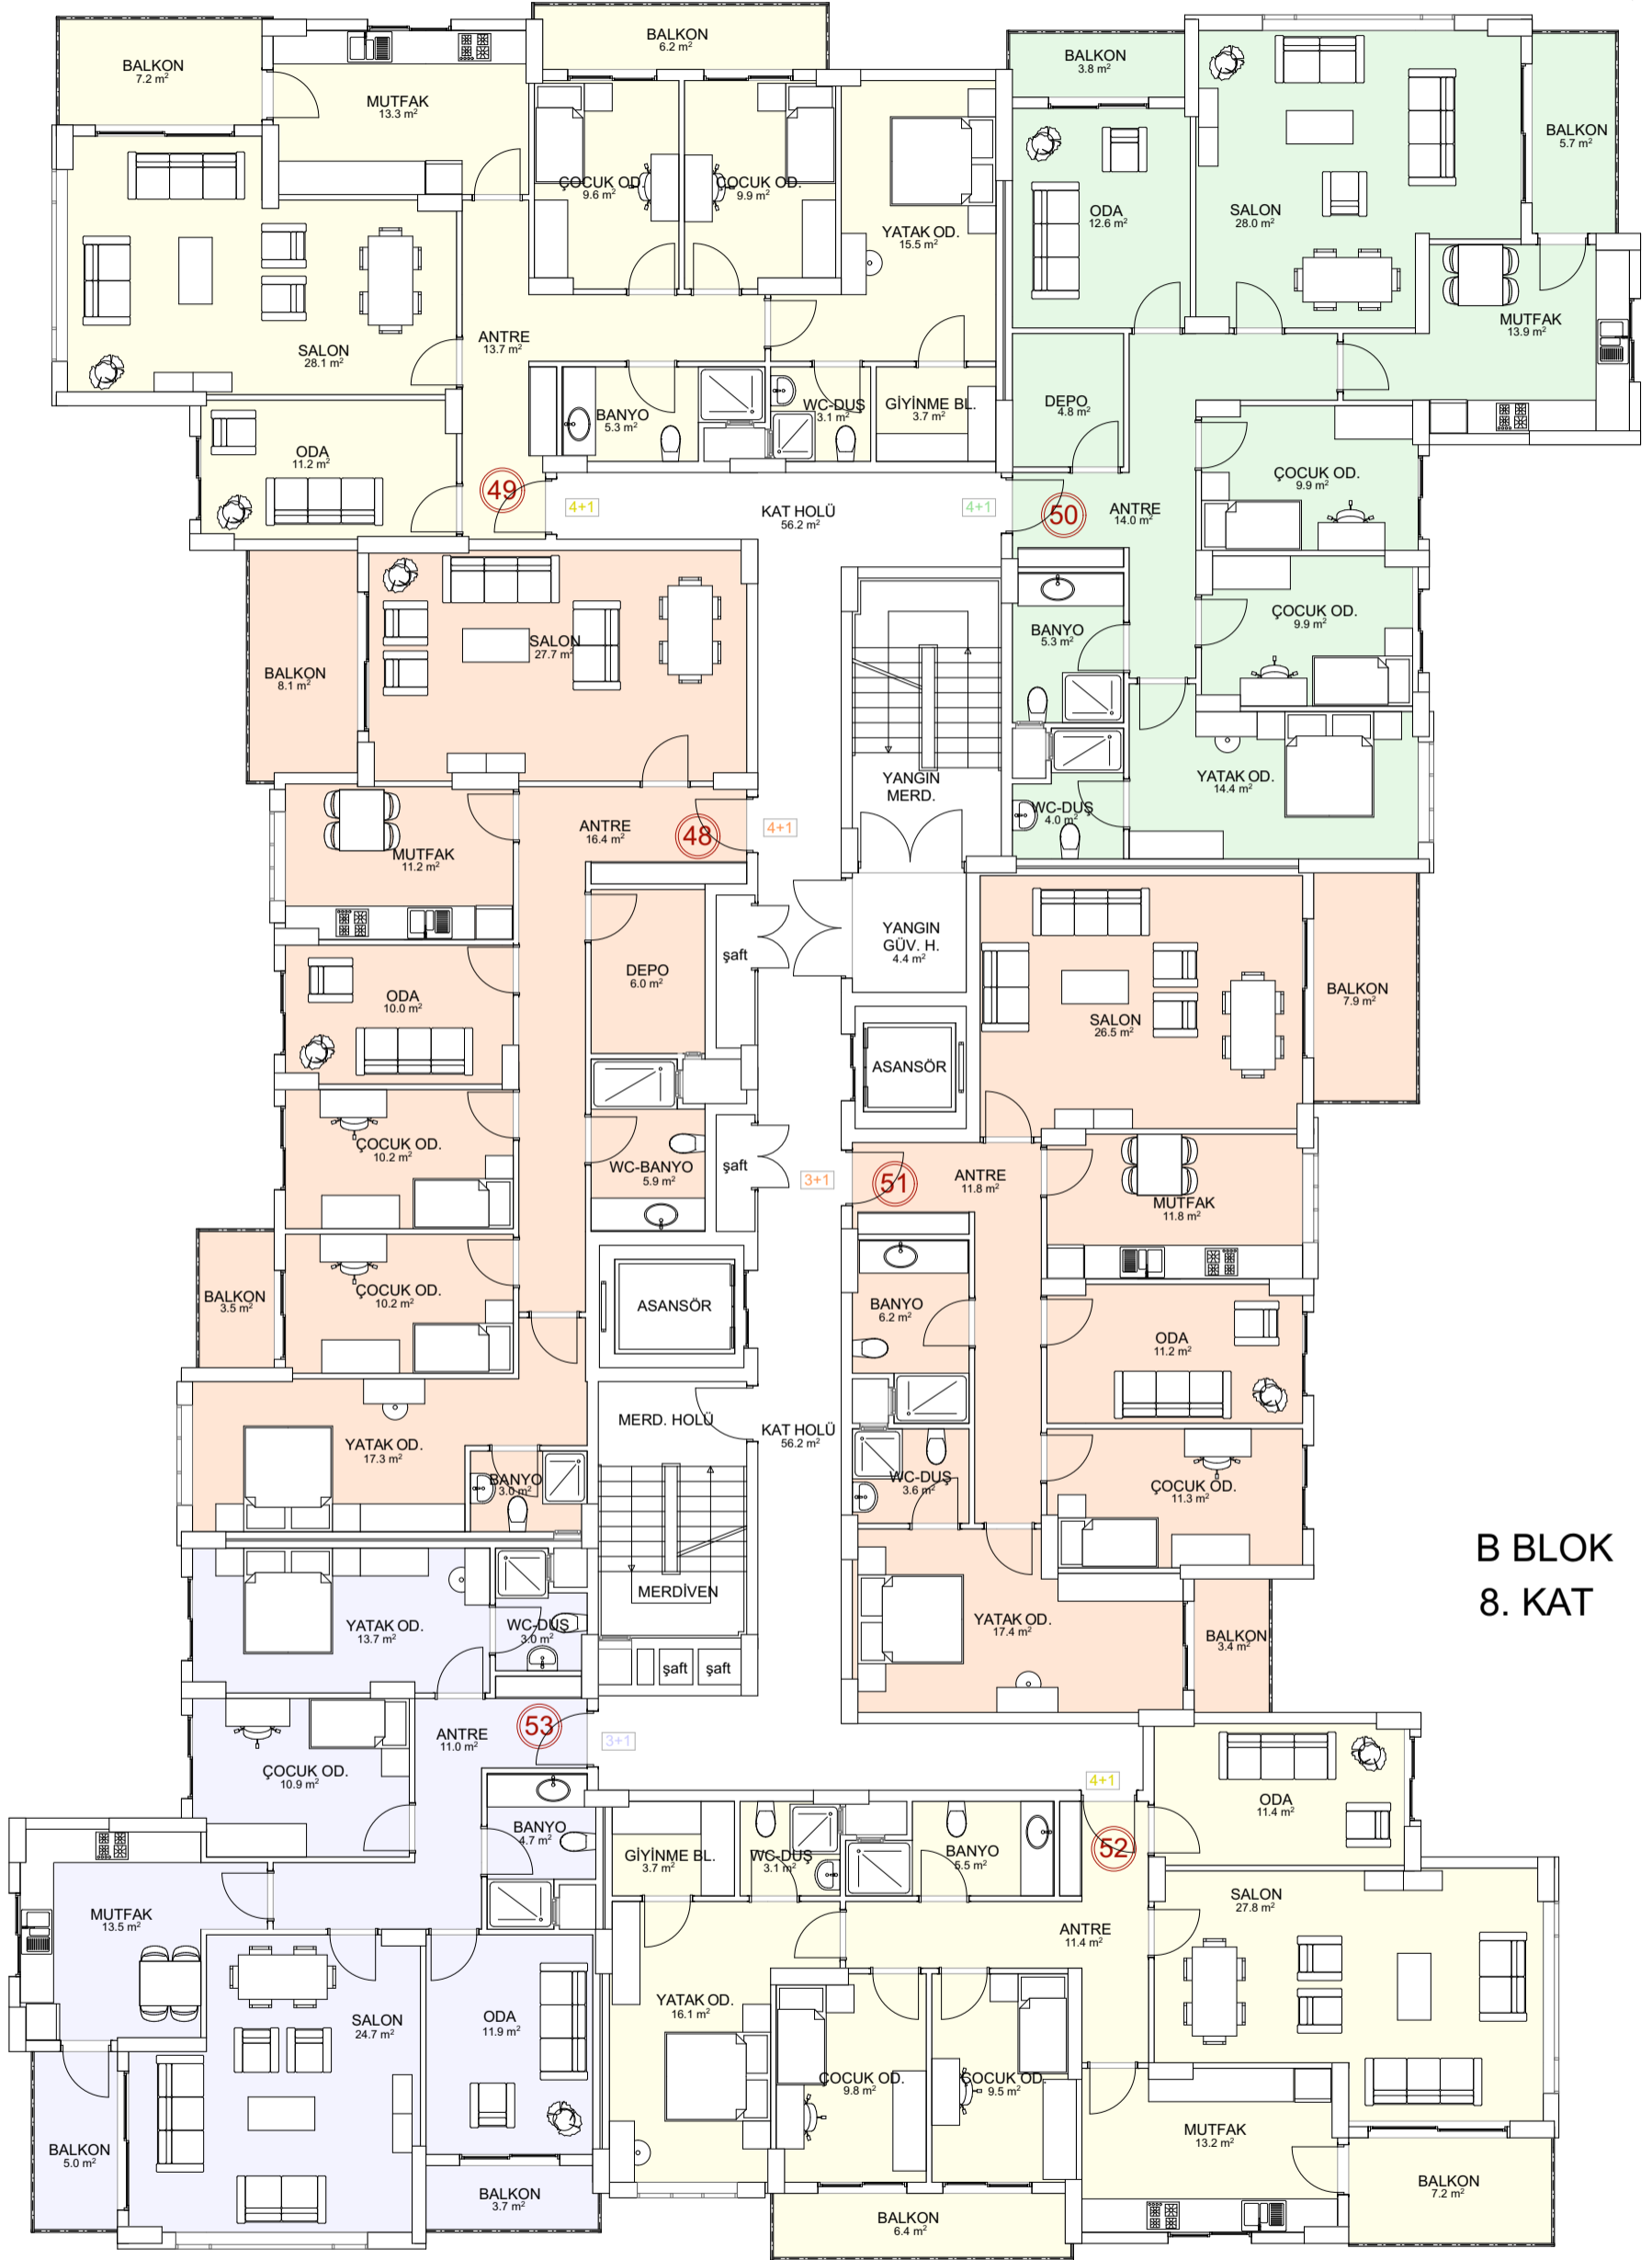 BALKON
7.2 m²
MUTFAK
13.3 m²
BALKON
6.2 m²
ÇOCUK OD.
9.6 m²
ÇOCUK OD.
9.9 m²
YATAK OD.
15.5 m²
SALON
28.1 m²
ANTRE
13.7 m²
BANYO
5.3 m²
WC-DUŞ
3.1 m²
GİYİNME BL.
3.7 m²
ODA
11.2 m²
49
4+1
KAT HOLÜ
56.2 m²
4+1
50
BALKON
3.8 m²
ODA
12.6 m²
SALON
28.0 m²
BALKON
5.7 m²
MUTFAK
13.9 m²
DEPO
4.8 m²
ANTRE
14.0 m²
ÇOCUK OD.
9.9 m²
ÇOCUK OD.
9.9 m²
BANYO
5.3 m²
WC-DUŞ
4.0 m²
YATAK OD.
14.4 m²
BALKON
8.1 m²
SALON
27.7 m²
YANGIN
MERD.
ANTRE
16.4 m²
48
4+1
MUTFAK
11.2 m²
DEPO
6.0 m²
şaft
YANGIN
GÜV. H.
4.4 m²
ODA
10.0 m²
ASANSÖR
SALON
26.5 m²
BALKON
7.9 m²
ÇOCUK OD.
10.2 m²
WC-BANYO
5.9 m²
şaft
3+1
51
ANTRE
11.8 m²
MUTFAK
11.8 m²
BALKON
3.5 m²
ÇOCUK OD.
10.2 m²
ASANSÖR
BANYO
6.2 m²
ODA
11.2 m²
MERD. HOLÜ
KAT HOLÜ
56.2 m²
YATAK OD.
17.3 m²
BANYO
3.0 m²
WC-DUŞ
3.6 m²
ÇOCUK OD.
11.3 m²
B BLOK
8. KAT
MERDİVEN
YATAK OD.
13.7 m²
WC-DUŞ
3.0 m²
YATAK OD.
17.4 m²
BALKON
3.4 m²
şaft
şaft
53
3+1
ANTRE
11.0 m²
ÇOCUK OD.
10.9 m²
BANYO
4.7 m²
MUTFAK
13.5 m²
SALON
24.7 m²
ODA
11.9 m²
BALKON
5.0 m²
BALKON
3.7 m²
4+1
52
ODA
11.4 m²
GİYİNME BL.
3.7 m²
WC-DUŞ
3.1 m²
BANYO
5.5 m²
SALON
27.8 m²
ANTRE
11.4 m²
YATAK OD.
16.1 m²
ÇOCUK OD.
9.8 m²
ÇOCUK OD.
9.5 m²
MUTFAK
13.2 m²
BALKON
7.2 m²
BALKON
6.4 m²